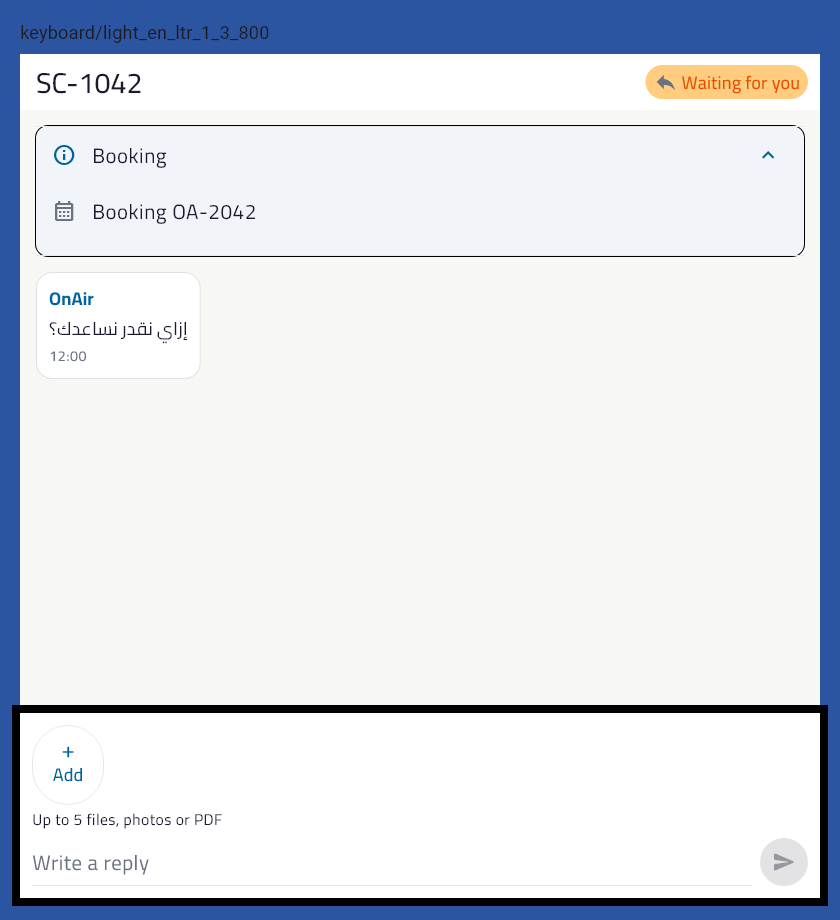 keyboard/light_en_ltr_1_3_800
SC-1042
Waiting for you
Booking
Booking OA-2042
OnAir
إزاي نقدر نساعدك؟
12:00
+
Add
Up to 5 files, photos or PDF
Write a reply